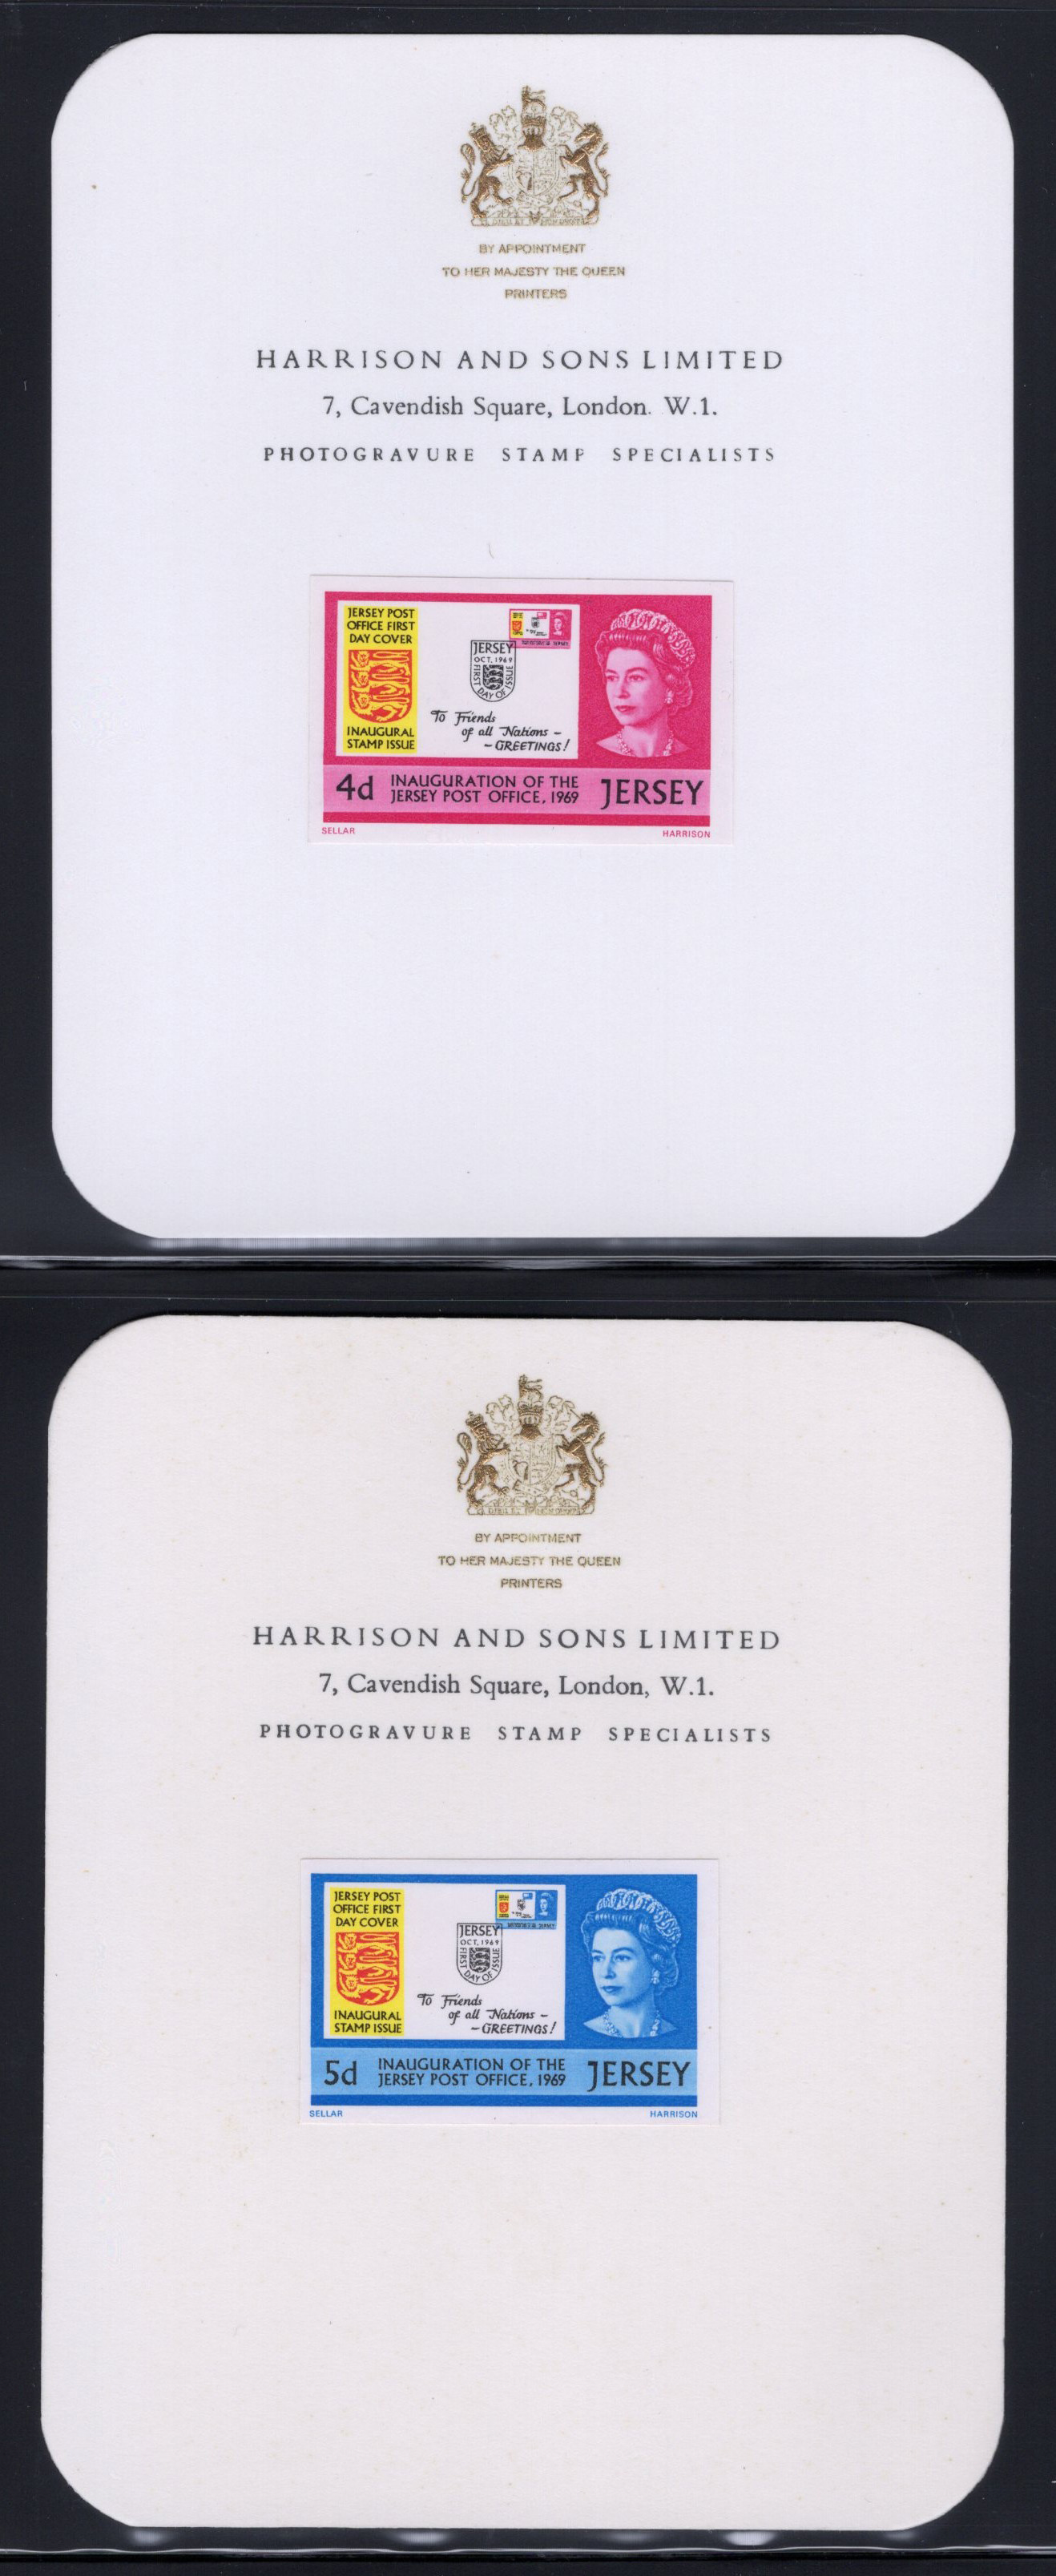 BY APPOINTMENT
TO HER MAJESTY THE QUEEN
PRINTERS
HARRISON AND SONS LIMITED
7, Cavendish Square, London. W.1.
PHOTOGRAVURE STAMP SPECIALISTS
JERSEY POST
OFFICE FIRST
DAY COVER
INAUGURAL
STAMP ISSUE
JERSEY
OCT, 1969
FIRST DAY OF ISSUE
To Friends
of all Nations –
– GREETINGS!
4d INAUGURATION OF THE
JERSEY POST OFFICE, 1969
JERSEY
SELLAR HARRISON
BY APPOINTMENT
TO HER MAJESTY THE QUEEN
PRINTERS
HARRISON AND SONS LIMITED
7, Cavendish Square, London, W.1.
PHOTOGRAVURE STAMP SPECIALISTS
JERSEY POST
OFFICE FIRST
DAY COVER
INAUGURAL
STAMP ISSUE
JERSEY
OCT, 1969
FIRST DAY OF ISSUE
To Friends
of all Nations –
– GREETINGS!
5d INAUGURATION OF THE
JERSEY POST OFFICE, 1969
JERSEY
SELLAR HARRISON